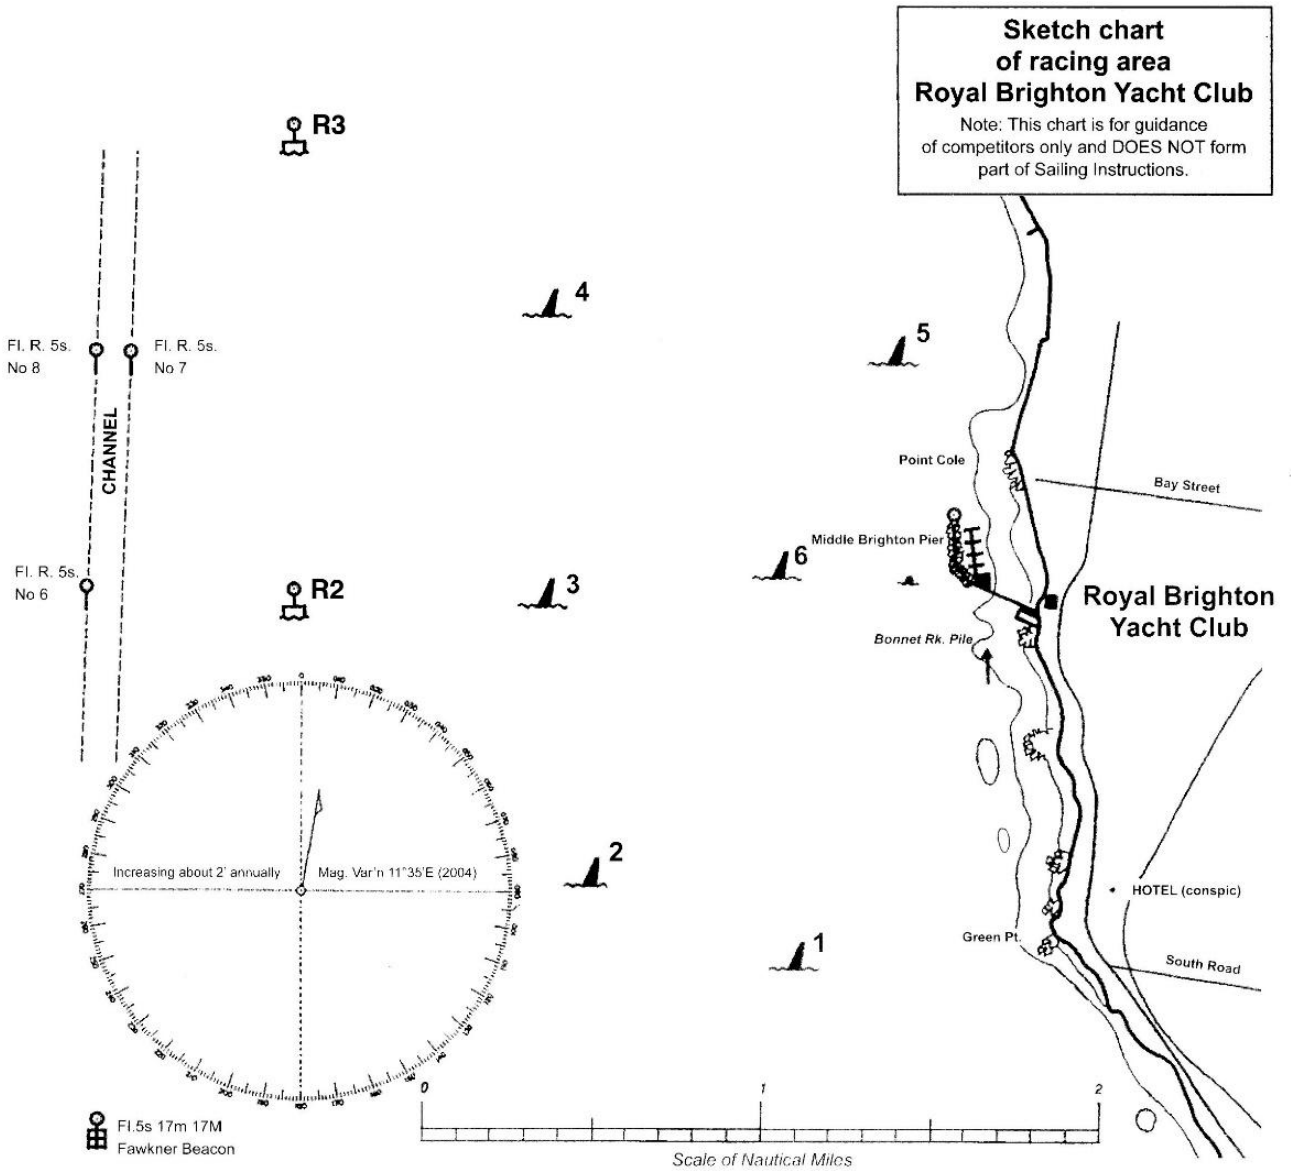 Sketch chart
of racing area
Royal Brighton Yacht Club
Note: This chart is for guidance
of competitors only and DOES NOT form
part of Sailing Instructions.
R3
4
5
Fl. R. 5s.
No 8
Fl. R. 5s.
No 7
CHANNEL
Point Cole
Bay Street
Middle Brighton Pier
6
Fl. R. 5s.
No 6
R2
3
Royal Brighton
Yacht Club
Bonnet Rk. Pile
0
Increasing about 2' annually
Mag. Var'n 11°35'E (2004)
2
HOTEL (conspic)
1
Green Pt.
South Road
0
1
2
Fl.5s 17m 17M
Fawkner Beacon
Scale of Nautical Miles